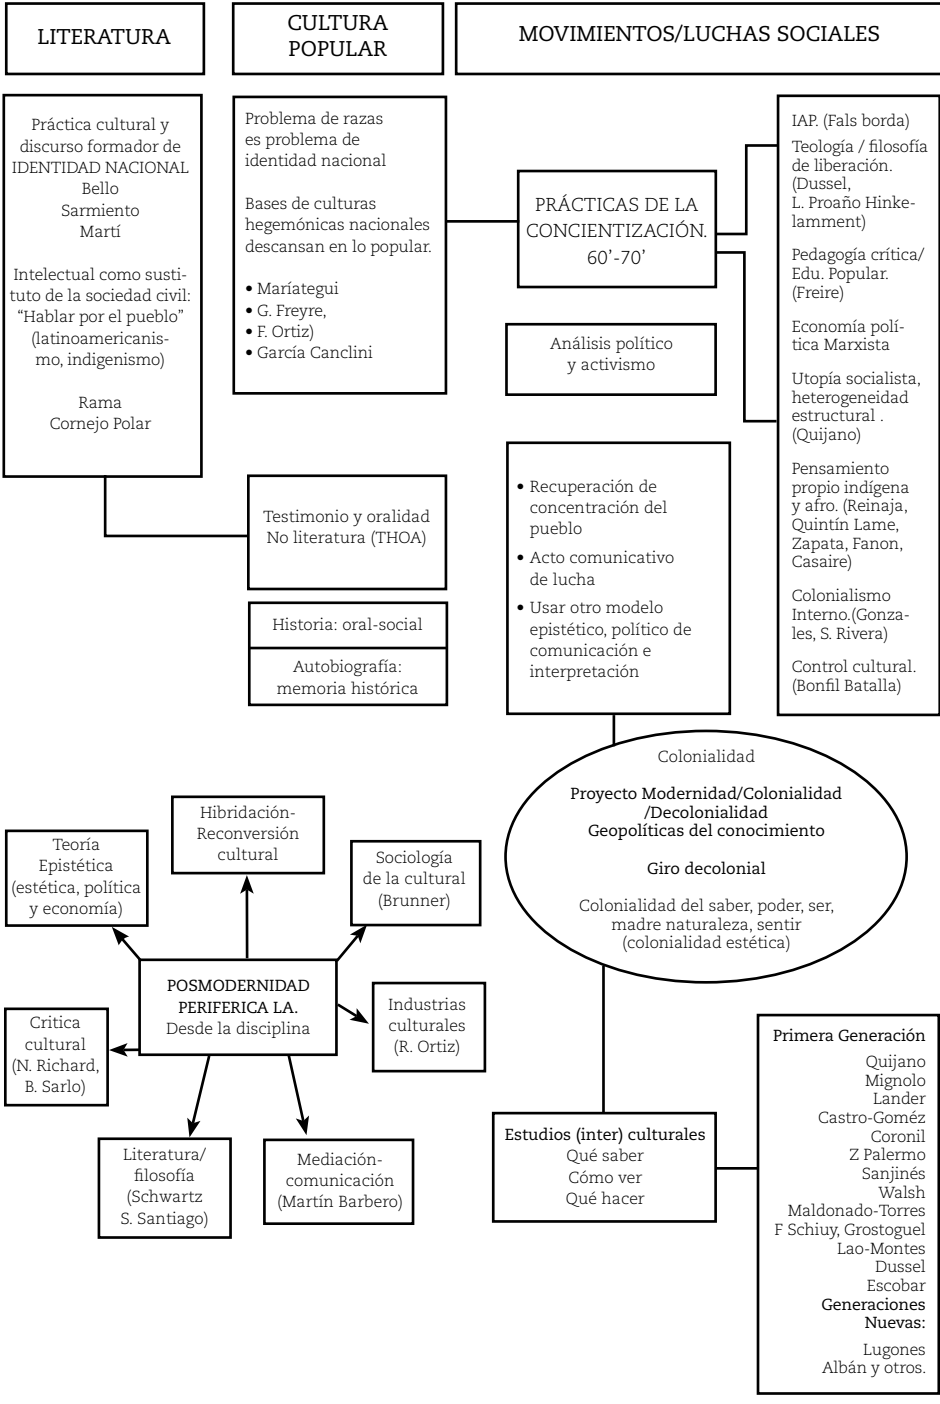 LITERATURA
CULTURA
POPULAR
MOVIMIENTOS/LUCHAS SOCIALES
Práctica cultural y
discurso formador de
IDENTIDAD NACIONAL
Bello
Sarmiento
Martí
Intelectual como susti-
tuto de la sociedad civil:
“Hablar por el pueblo”
(latinoamericanis-
mo, indigenismo)
Rama
Cornejo Polar
Problema de razas
es problema de
identidad nacional
Bases de culturas
hegemónicas nacionales
descansan en lo popular.
• Maríategui
• G. Freyre,
• F. Ortiz)
• García Canclini
PRÁCTICAS DE LA
CONCIENTIZACIÓN.
60’-70’
Análisis político
y activismo
IAP. (Fals borda)
Teología / filosofía
de liberación.
(Dussel,
L. Proaño Hinke-
lamment)
Pedagogía crítica/
Edu. Popular.
(Freire)
Economía polí-
tica Marxista
Utopía socialista,
heterogeneidad
estructural .
(Quijano)
Pensamiento
propio indígena
y afro. (Reinaja,
Quintín Lame,
Zapata, Fanon,
Casaire)
Colonialismo
Interno.(Gonza-
les, S. Rivera)
Control cultural.
(Bonfil Batalla)
Testimonio y oralidad
No literatura (THOA)
Historia: oral-social
Autobiografía:
memoria histórica
• Recuperación de
concentración del
pueblo
• Acto comunicativo
de lucha
• Usar otro modelo
epistético, político de
comunicación e
interpretación
Colonialidad
Proyecto Modernidad/Colonialidad
/Decolonialidad
Geopolíticas del conocimiento
Giro decolonial
Colonialidad del saber, poder, ser,
madre naturaleza, sentir
(colonialidad estética)
Teoría
Epistética
(estética, política
y economía)
Hibridación-
Reconversión
cultural
Sociología
de la cultural
(Brunner)
POSMODERNIDAD
PERIFERICA LA.
Desde la disciplina
Critica
cultural
(N. Richard,
B. Sarlo)
Industrias
culturales
(R. Ortiz)
Literatura/
filosofía
(Schwartz
S. Santiago)
Mediación-
comunicación
(Martín Barbero)
Estudios (inter) culturales
Qué saber
Cómo ver
Qué hacer
Primera Generación
Quijano
Mignolo
Lander
Castro-Goméz
Coronil
Z Palermo
Sanjinés
Walsh
Maldonado-Torres
F Schiuy, Grostoguel
Lao-Montes
Dussel
Escobar
Generaciones
Nuevas:
Lugones
Albán y otros.